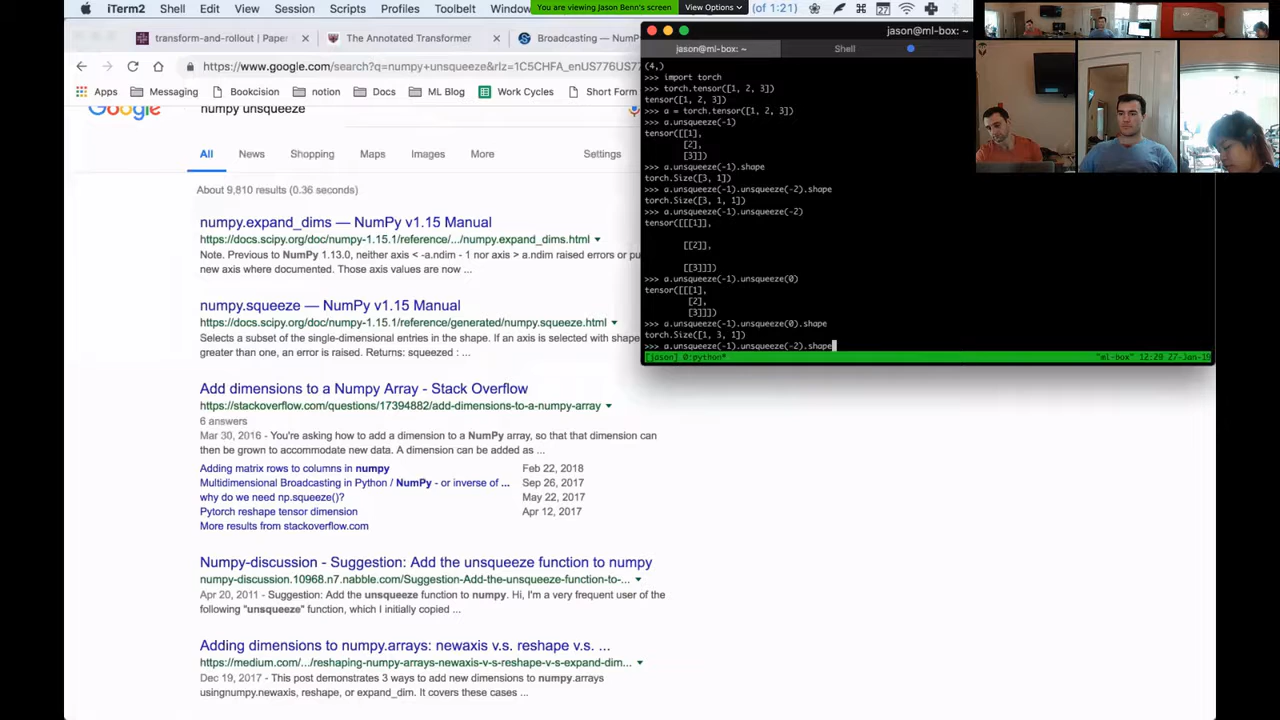 iTerm2 Shell Edit View Session Scripts Profiles Toolbelt Window
You are viewing Jason Benn's screen View Options (of 1:21) 27
transform-and-rollout | Paper
The Annotated Transformer
Broadcasting — NumP
https://www.google.com/search?q=numpy+unsqueeze&rlz=1C5CHFA_enUS776US77
Apps Messaging Bookcision notion Docs ML Blog Work Cycles Short Form
Google numpy unsqueeze
All News Shopping Maps Images More Settings
About 9,810 results (0.36 seconds)
numpy.expand_dims — NumPy v1.15 Manual
https://docs.scipy.org/doc/numpy-1.15.1/reference/.../numpy.expand_dims.html
Note. Previous to NumPy 1.13.0, neither axis < -a.ndim - 1 nor axis > a.ndim raised errors or pu
new axis where documented. Those axis values are now ...
numpy.squeeze — NumPy v1.15 Manual
https://docs.scipy.org/doc/numpy-1.15.1/reference/generated/numpy.squeeze.html
Selects a subset of the single-dimensional entries in the shape. If an axis is selected with shape
greater than one, an error is raised. Returns: squeezed : ...
Add dimensions to a Numpy Array - Stack Overflow
https://stackoverflow.com/questions/17394882/add-dimensions-to-a-numpy-array
6 answers
Mar 30, 2016 - You're asking how to add a dimension to a NumPy array, so that that dimension can
then be grown to accommodate new data. A dimension can be added as ...
Adding matrix rows to columns in numpy Feb 22, 2018
Multidimensional Broadcasting in Python / NumPy - or inverse of ... Sep 26, 2017
why do we need np.squeeze()? May 22, 2017
Pytorch reshape tensor dimension Apr 12, 2017
More results from stackoverflow.com
Numpy-discussion - Suggestion: Add the unsqueeze function to numpy
numpy-discussion.10968.n7.nabble.com/Suggestion-Add-the-unsqueeze-function-to-...
Apr 20, 2011 - Suggestion: Add the unsqueeze function to numpy. Hi, I'm a very frequent user of the
following "unsqueeze" function, which I initially copied ...
Adding dimensions to numpy.arrays: newaxis v.s. reshape v.s. ...
https://medium.com/.../reshaping-numpy-arrays-newaxis-v-s-reshape-v-s-expand-dim...
Dec 19, 2017 - This post demonstrates 3 ways to add new dimensions to numpy.arrays
usingnumpy.newaxis, reshape, or expand_dim. It covers these cases ...
jason@ml-box: ~
jason@ml-box: ~ Shell
(4,)
>>> import torch
>>> torch.tensor([1, 2, 3])
tensor([1, 2, 3])
>>> a = torch.tensor([1, 2, 3])
>>> a.unsqueeze(-1)
tensor([[1],
[2],
[3]])
>>> a.unsqueeze(-1).shape
torch.Size([3, 1])
>>> a.unsqueeze(-1).unsqueeze(-2).shape
torch.Size([3, 1, 1])
>>> a.unsqueeze(-1).unsqueeze(-2)
tensor([[[1]],
[[2]],
[[3]]])
>>> a.unsqueeze(-1).unsqueeze(0)
tensor([[[1],
[2],
[3]]])
>>> a.unsqueeze(-1).unsqueeze(0).shape
torch.Size([1, 3, 1])
>>> a.unsqueeze(-1).unsqueeze(-2).shape
[jason] 0:python* "ml-box" 12:29 27-Jan-19